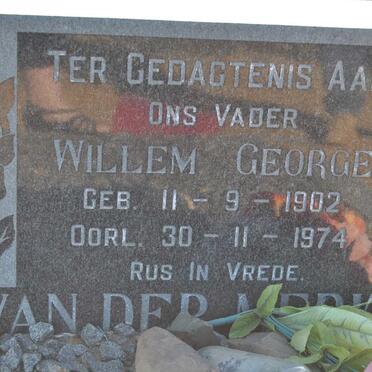 TER GEDAGTENIS AAN
ONS VADER
WILLEM GEORGE
GEB. 11 - 9 - 1902
OORL. 30 - 11 - 1974
RUS IN VREDE.
VAN DER